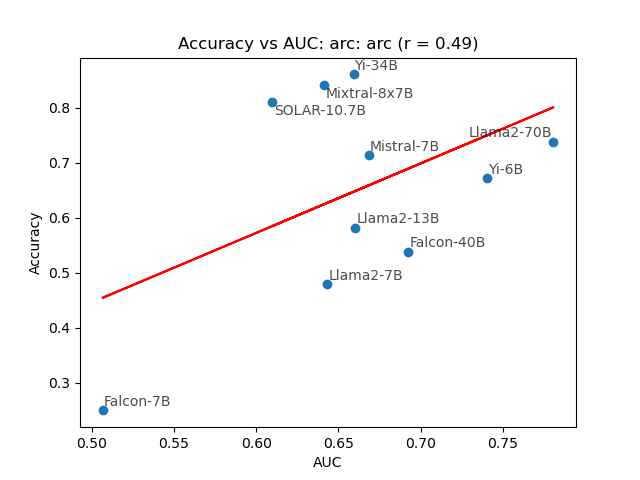 Accuracy vs AUC: arc: arc (r = 0.49)
Yi-34B
Mixtral-8x7B
SOLAR-10.7B
Llama2-70B
Mistral-7B
Yi-6B
Llama2-13B
Falcon-40B
Llama2-7B
Falcon-7B
Accuracy
0.8
0.7
0.6
0.5
0.4
0.3
0.50 0.55 0.60 0.65 0.70 0.75
AUC